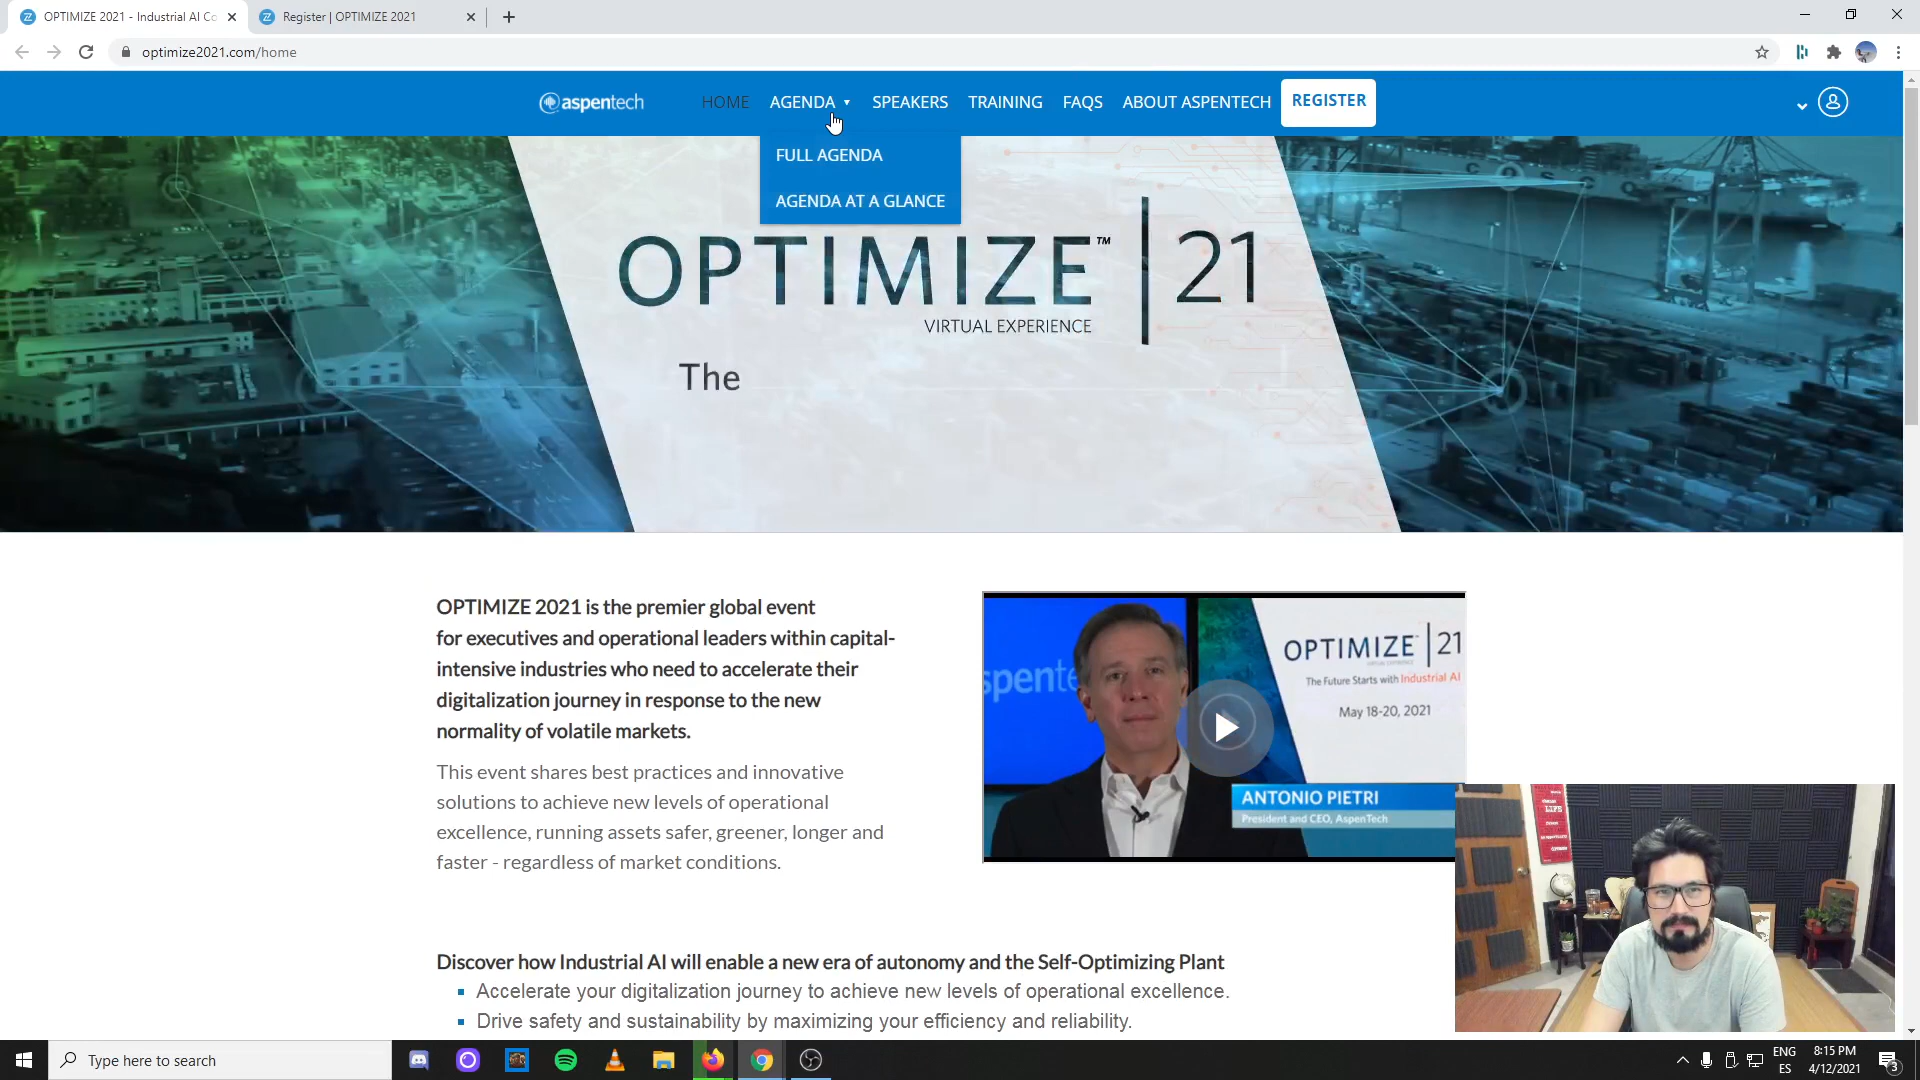 OPTIMIZE 2021 - Industrial AI Co
Register | OPTIMIZE 2021
optimize2021.com/home
aspentech
HOME
AGENDA
SPEAKERS
TRAINING
FAQS
ABOUT ASPENTECH
REGISTER
FULL AGENDA
AGENDA AT A GLANCE
OPTIMIZE™ | 21
VIRTUAL EXPERIENCE
The
OPTIMIZE 2021 is the premier global event
for executives and operational leaders within capital-
intensive industries who need to accelerate their
digitalization journey in response to the new
normality of volatile markets.
This event shares best practices and innovative
solutions to achieve new levels of operational
excellence, running assets safer, greener, longer and
faster - regardless of market conditions.
spente
OPTIMIZE | 21
VIRTUAL EXPERIENCE
The Future Starts with Industrial AI
May 18-20, 2021
ANTONIO PIETRI
President and CEO, AspenTech
LIFE
Discover how Industrial AI will enable a new era of autonomy and the Self-Optimizing Plant
Accelerate your digitalization journey to achieve new levels of operational excellence.
Drive safety and sustainability by maximizing your efficiency and reliability.
Type here to search
ENG
ES
8:15 PM
4/12/2021
3